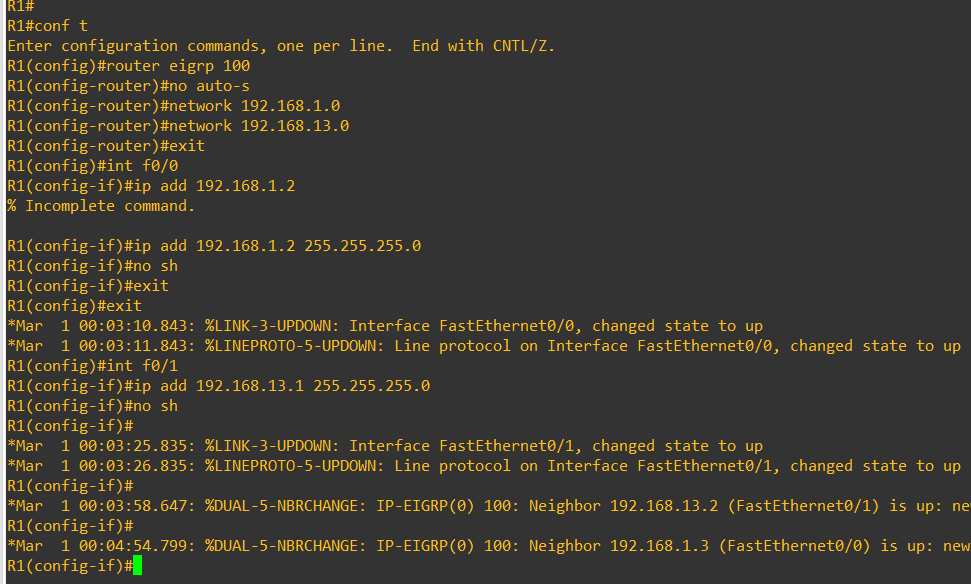 R1#
R1#conf t
Enter configuration commands, one per line.  End with CNTL/Z.
R1(config)#router eigrp 100
R1(config-router)#no auto-s
R1(config-router)#network 192.168.1.0
R1(config-router)#network 192.168.13.0
R1(config-router)#exit
R1(config)#int f0/0
R1(config-if)#ip add 192.168.1.2
% Incomplete command.

R1(config-if)#ip add 192.168.1.2 255.255.255.0
R1(config-if)#no sh
R1(config-if)#exit
R1(config)#exit
*Mar  1 00:03:10.843: %LINK-3-UPDOWN: Interface FastEthernet0/0, changed state to up
*Mar  1 00:03:11.843: %LINEPROTO-5-UPDOWN: Line protocol on Interface FastEthernet0/0, changed state to up
R1(config)#int f0/1
R1(config-if)#ip add 192.168.13.1 255.255.255.0
R1(config-if)#no sh
R1(config-if)#
*Mar  1 00:03:25.835: %LINK-3-UPDOWN: Interface FastEthernet0/1, changed state to up
*Mar  1 00:03:26.835: %LINEPROTO-5-UPDOWN: Line protocol on Interface FastEthernet0/1, changed state to up
R1(config-if)#
*Mar  1 00:03:58.647: %DUAL-5-NBRCHANGE: IP-EIGRP(0) 100: Neighbor 192.168.13.2 (FastEthernet0/1) is up: ne
R1(config-if)#
*Mar  1 00:04:54.799: %DUAL-5-NBRCHANGE: IP-EIGRP(0) 100: Neighbor 192.168.1.3 (FastEthernet0/0) is up: new
R1(config-if)#